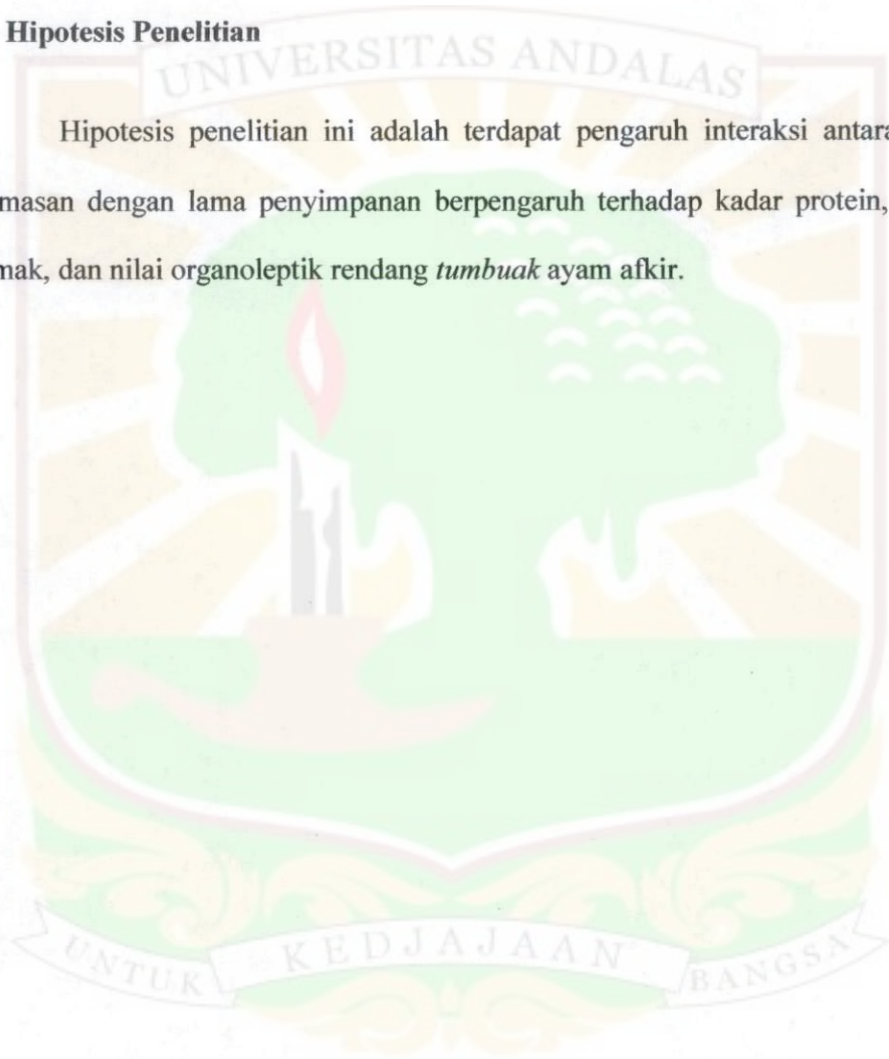 Hipotesis Penelitian
UNIVERSITAS ANDALAS
Hipotesis penelitian ini adalah terdapat pengaruh interaksi antara
masan dengan lama penyimpanan berpengaruh terhadap kadar protein,
mak, dan nilai organoleptik rendang tumbuak ayam afkir.
UNTUK KEDJAJAAN BANGSA